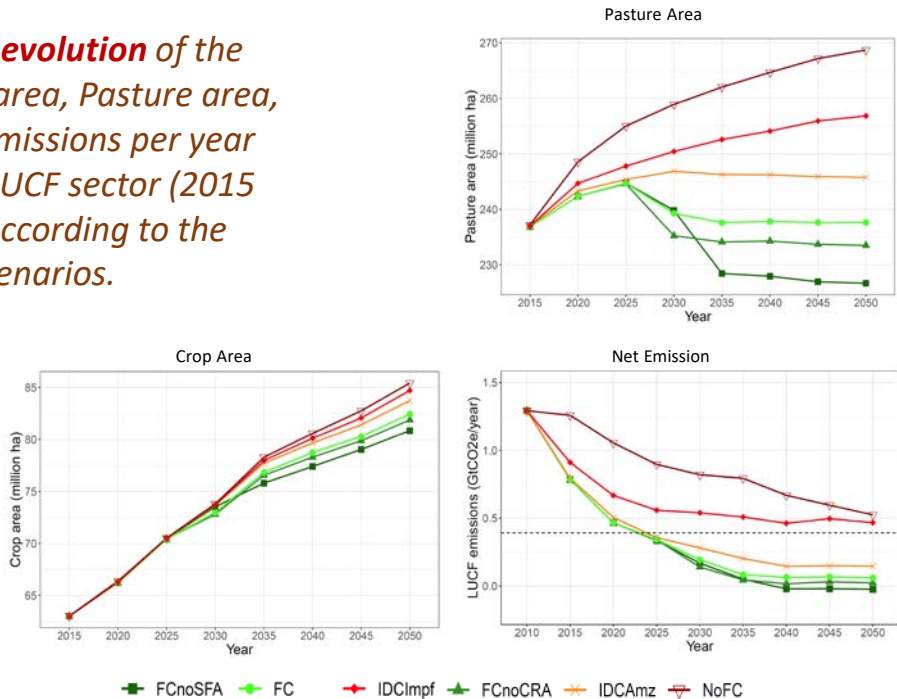 evolution of the
area, Pasture area,
missions per year
UCF sector (2015
ccording to the
enarios.
Pasture Area
270
260
250
240
230
Pasture area (million ha)
2015 2020 2025 2030 2035 2040 2045 2050
Year
Crop Area
85
80
75
70
65
Crop area (million ha)
2015 2020 2025 2030 2035 2040 2045 2050
Year
Net Emission
1.5
1.0
0.5
0.0
LUCF emissions (GtCO2e/year)
2010 2015 2020 2025 2030 2035 2040 2045 2050
Year
FCnoSFA FC IDCImpf FCnoCRA IDCAmz NoFC